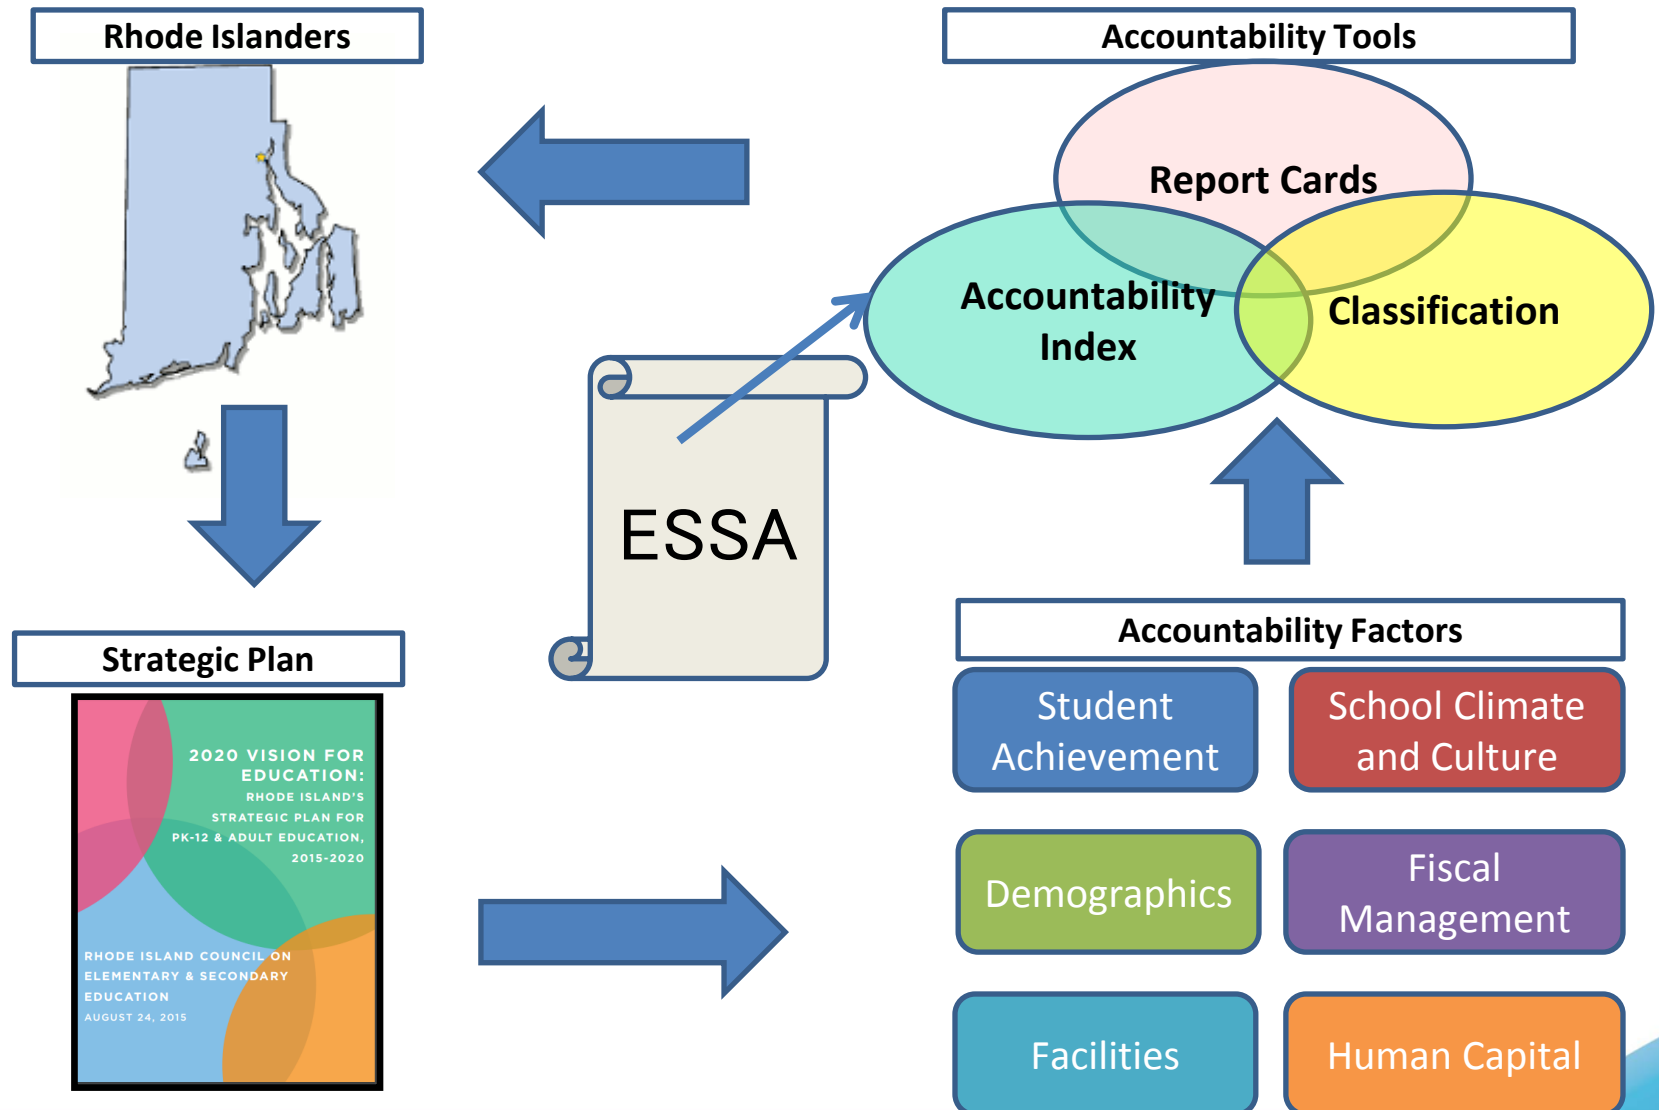 Rhode Islanders
Accountability Tools
Report Cards
Accountability
Index
Classification
ESSA
Strategic Plan
2020 VISION FOR
EDUCATION:
RHODE ISLAND'S
STRATEGIC PLAN FOR
PK-12 & ADULT EDUCATION,
2015-2020
RHODE ISLAND COUNCIL ON
ELEMENTARY & SECONDARY
EDUCATION
AUGUST 24, 2015
Accountability Factors
Student
Achievement
School Climate
and Culture
Demographics
Fiscal
Management
Facilities
Human Capital